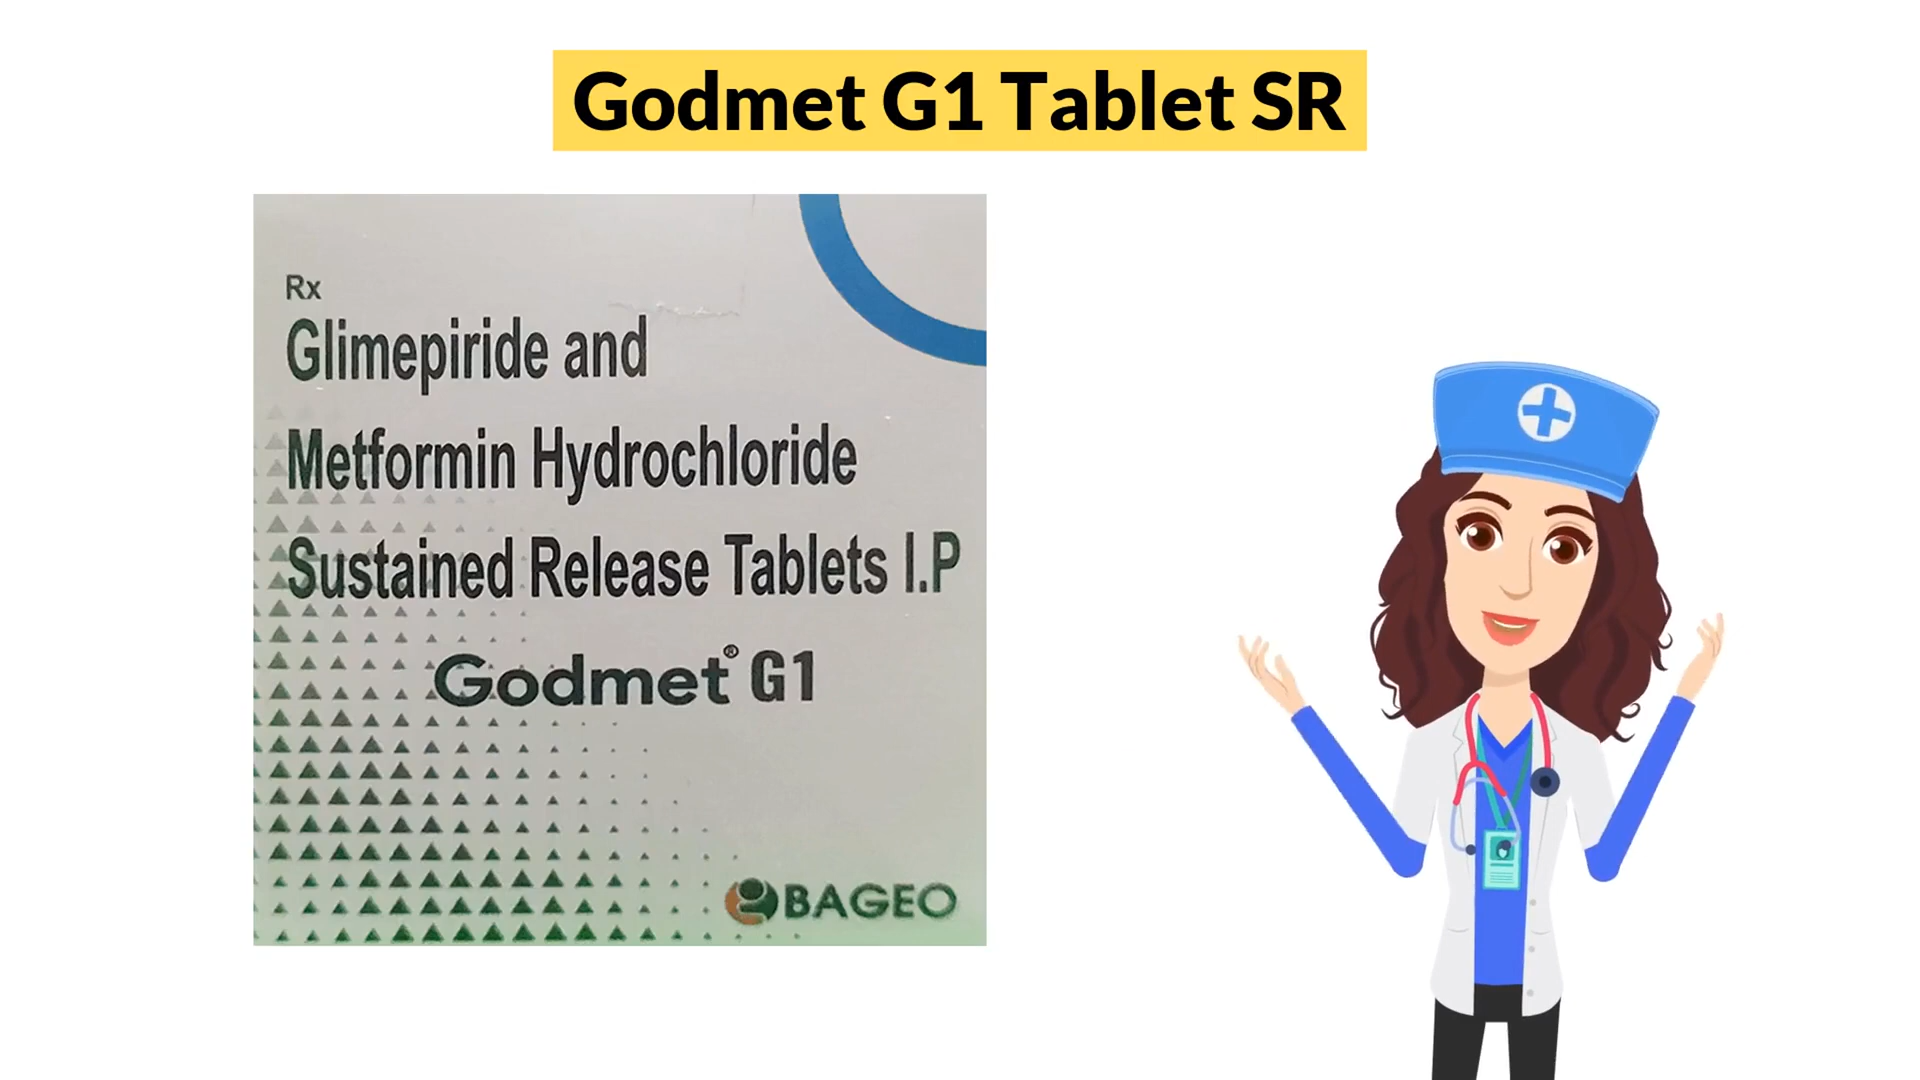 Godmet G1 Tablet SR
Rx
Glimepiride and
Metformin Hydrochloride
Sustained Release Tablets I.P
Godmet® G1
BAGEO